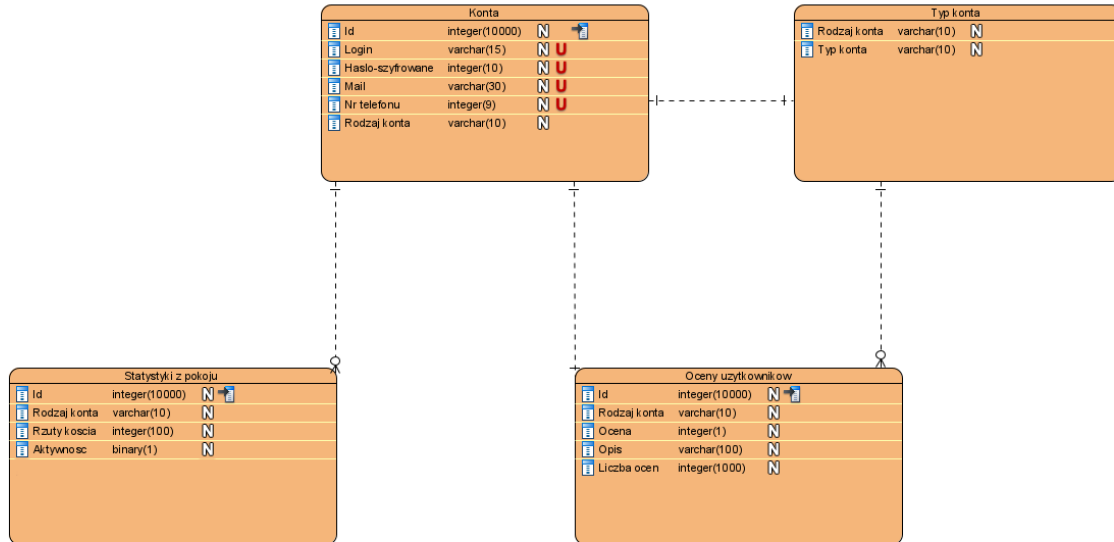 Konta
Id integer(10000) N
Login varchar(15) N U
Haslo-szyfrowane integer(10) N U
Mail varchar(30) N U
Nr telefonu integer(9) N U
Rodzaj konta varchar(10) N
Typ konta
Rodzaj konta varchar(10) N
Typ konta varchar(10) N
Statystyki z pokoju
Id integer(10000) N
Rodzaj konta varchar(10) N
Rzuty koscia integer(100) N
Aktywnosc binary(1) N
Oceny uzytkownikow
Id integer(10000) N
Rodzaj konta varchar(10) N
Ocena integer(1) N
Opis varchar(100) N
Liczba ocen integer(1000) N